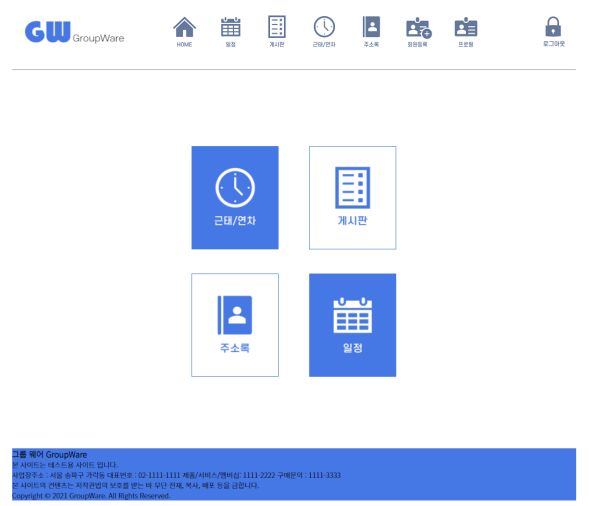 GW GroupWare
HOME 일정 게시판 근태/연차 주소록 회원등록 프로필 로그아웃
근태/연차 게시판
주소록 일정
그룹 웨어 GroupWare
본 사이트는 테스트용 사이트 입니다.
사업장주소 : 서울 송파구 가락동 대표번호 : 02-1111-1111 제품/서비스/멤버십: 1111-2222 구매문의 : 1111-3333
본 사이트의 컨텐츠는 저작권법의 보호를 받는 바 무단 전재, 복사, 배포 등을 금합니다.
Copyright © 2021 GroupWare. All Rights Reserved.